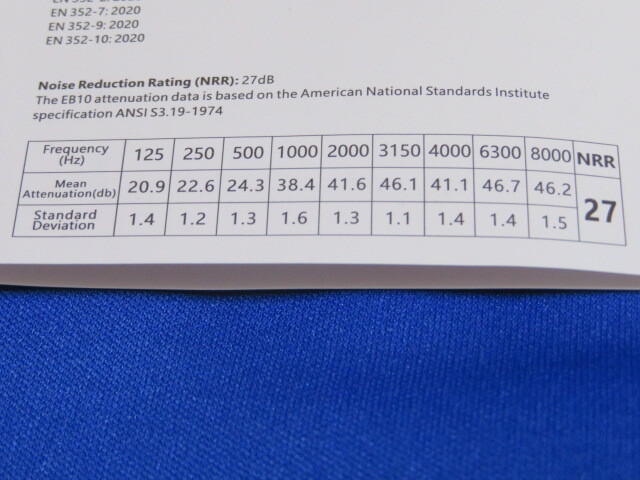 EN 352-7: 2020
EN 352-9: 2020
EN 352-10: 2020
Noise Reduction Rating (NRR): 27dB
The EB10 attenuation data is based on the American National Standards Institute
specification ANSI S3.19-1974
Frequency (Hz) 125 250 500 1000 2000 3150 4000 6300 8000 NRR
Mean Attenuation(db) 20.9 22.6 24.3 38.4 41.6 46.1 41.1 46.7 46.2 27
Standard Deviation 1.4 1.2 1.3 1.6 1.3 1.1 1.4 1.4 1.5